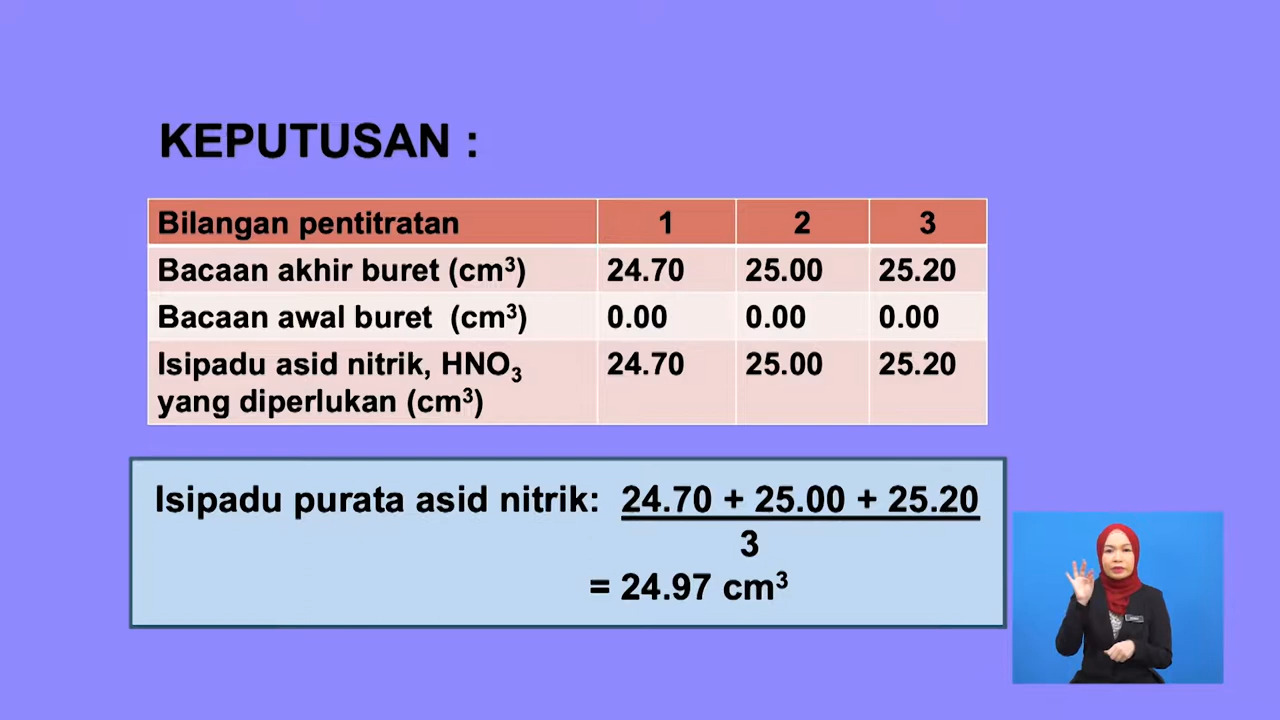 KEPUTUSAN :
Bilangan pentitratan 1 2 3
Bacaan akhir buret (cm³) 24.70 25.00 25.20
Bacaan awal buret (cm³) 0.00 0.00 0.00
Isipadu asid nitrik, HNO₃ 24.70 25.00 25.20
yang diperlukan (cm³)
Isipadu purata asid nitrik: 24.70 + 25.00 + 25.20
3
= 24.97 cm³